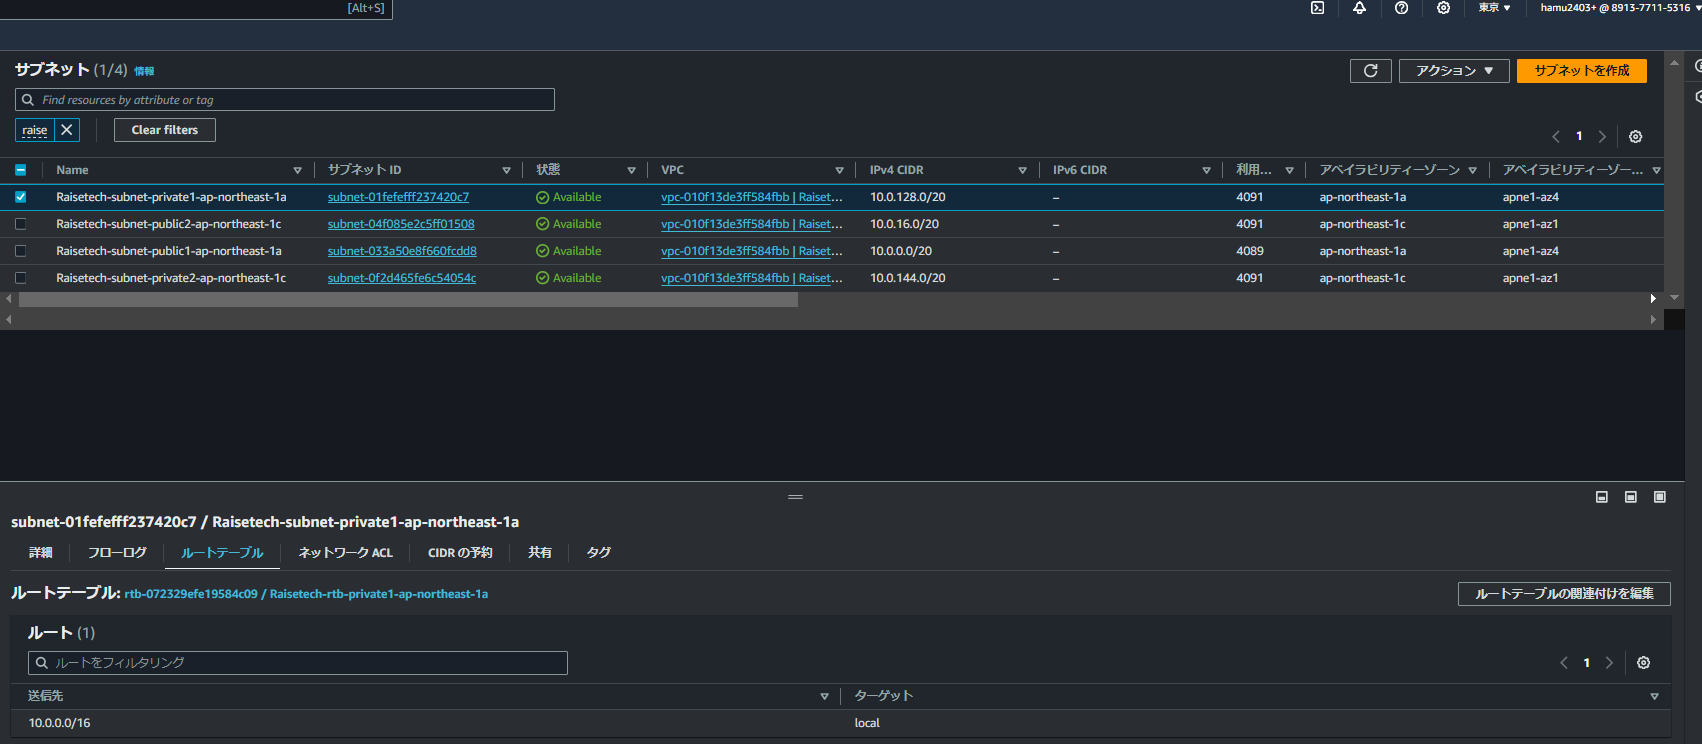 [Alt+S]
東京 ▼ hamu2403+ @ 8913-7711-5316 ▼
サブネット (1/4) 情報
アクション ▼ サブネットを作成
Find resources by attribute or tag
raise Clear filters
1
Name サブネット ID 状態 VPC IPv4 CIDR IPv6 CIDR 利用... アベイラビリティーゾーン アベイラビリティーゾー...
Raisetech-subnet-private1-ap-northeast-1a subnet-01fefefff237420c7 Available vpc-010f13de3ff584fbb | Raiset... 10.0.128.0/20 – 4091 ap-northeast-1a apne1-az4
Raisetech-subnet-public2-ap-northeast-1c subnet-04f085e2c5ff01508 Available vpc-010f13de3ff584fbb | Raiset... 10.0.16.0/20 – 4091 ap-northeast-1c apne1-az1
Raisetech-subnet-public1-ap-northeast-1a subnet-033a50e8f660fcdd8 Available vpc-010f13de3ff584fbb | Raiset... 10.0.0.0/20 – 4089 ap-northeast-1a apne1-az4
Raisetech-subnet-private2-ap-northeast-1c subnet-0f2d465fe6c54054c Available vpc-010f13de3ff584fbb | Raiset... 10.0.144.0/20 – 4091 ap-northeast-1c apne1-az1
subnet-01fefefff237420c7 / Raisetech-subnet-private1-ap-northeast-1a
詳細 フローログ ルートテーブル ネットワーク ACL CIDR の予約 共有 タグ
ルートテーブル: rtb-072329efe19584c09 / Raisetech-rtb-private1-ap-northeast-1a ルートテーブルの関連付けを編集
ルート (1)
ルートをフィルタリング 1
送信先 ターゲット
10.0.0.0/16 local